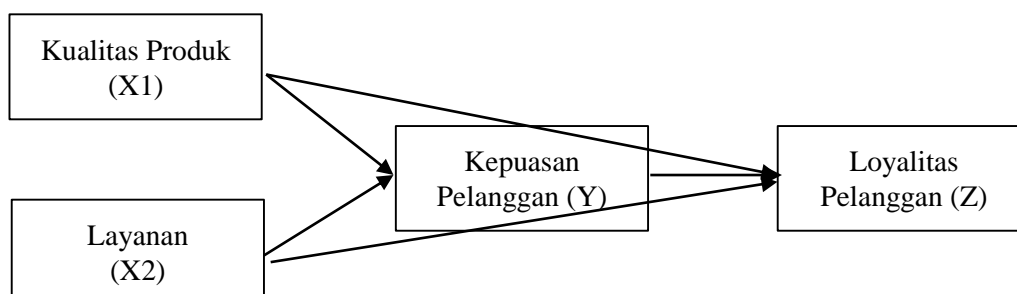 Kualitas Produk
(X1)
Kepuasan
Pelanggan (Y)
Loyalitas
Pelanggan (Z)
Layanan
(X2)